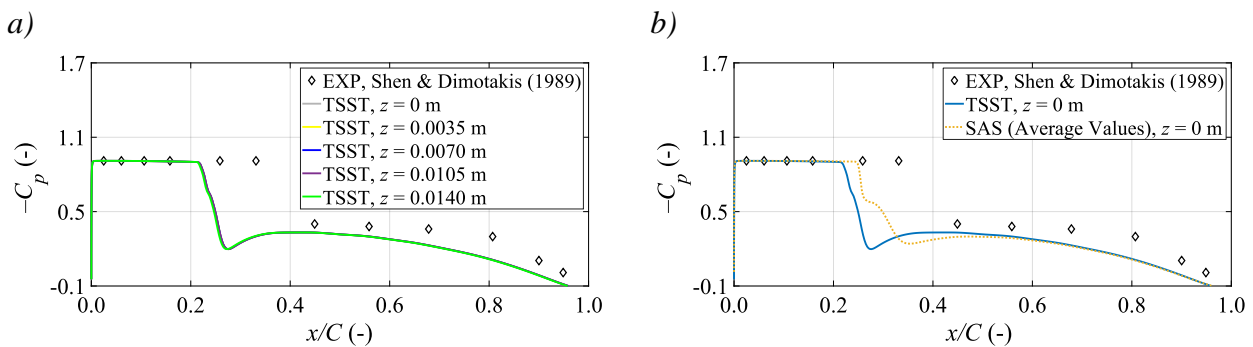 a)
1.7
1.1
0.5
-0.1
–Cp (-)
EXP, Shen & Dimotakis (1989)
TSST, z = 0 m
TSST, z = 0.0035 m
TSST, z = 0.0070 m
TSST, z = 0.0105 m
TSST, z = 0.0140 m
0.0 0.2 0.4 0.6 0.8 1.0
x/C (-)
b)
1.7
1.1
0.5
-0.1
–Cp (-)
EXP, Shen & Dimotakis (1989)
TSST, z = 0 m
SAS (Average Values), z = 0 m
0.0 0.2 0.4 0.6 0.8 1.0
x/C (-)